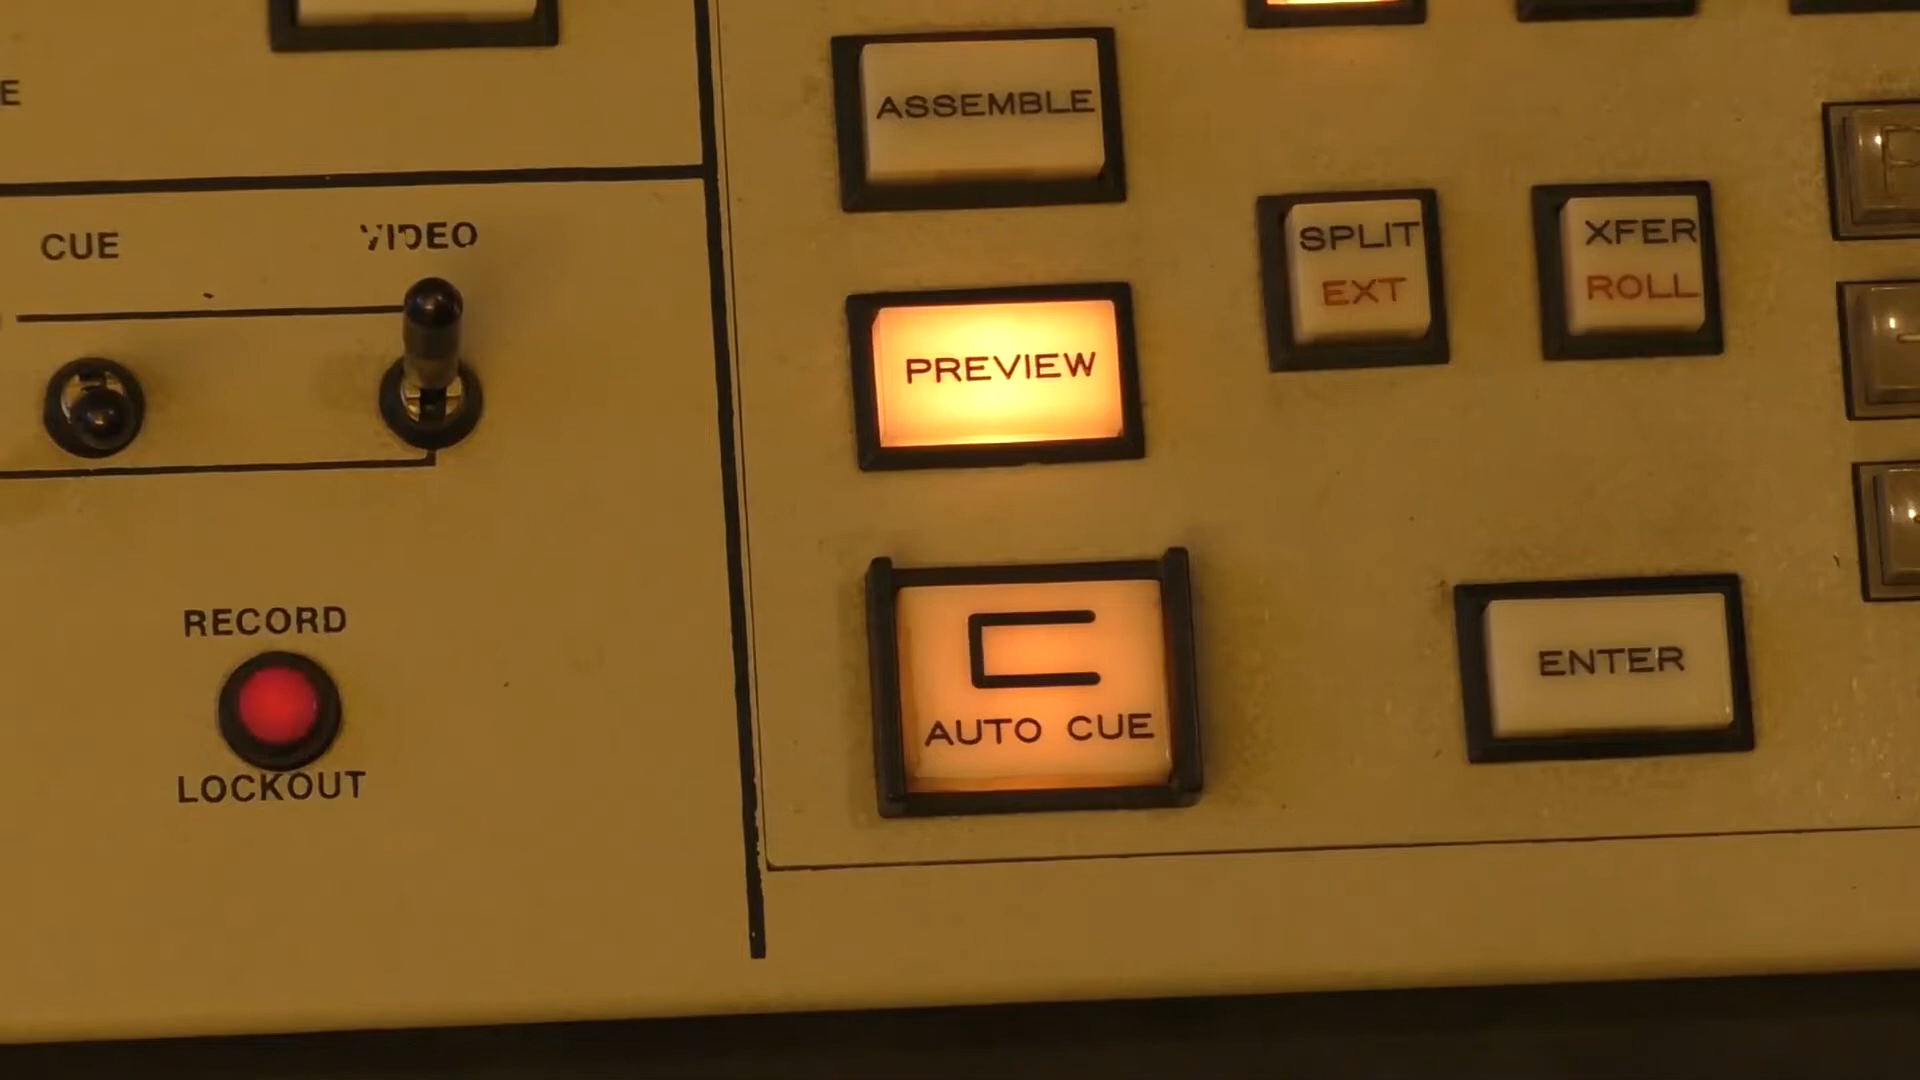 E
CUE
VIDEO
RECORD
LOCKOUT
ASSEMBLE
PREVIEW
AUTO CUE
SPLIT
EXT
XFER
ROLL
ENTER